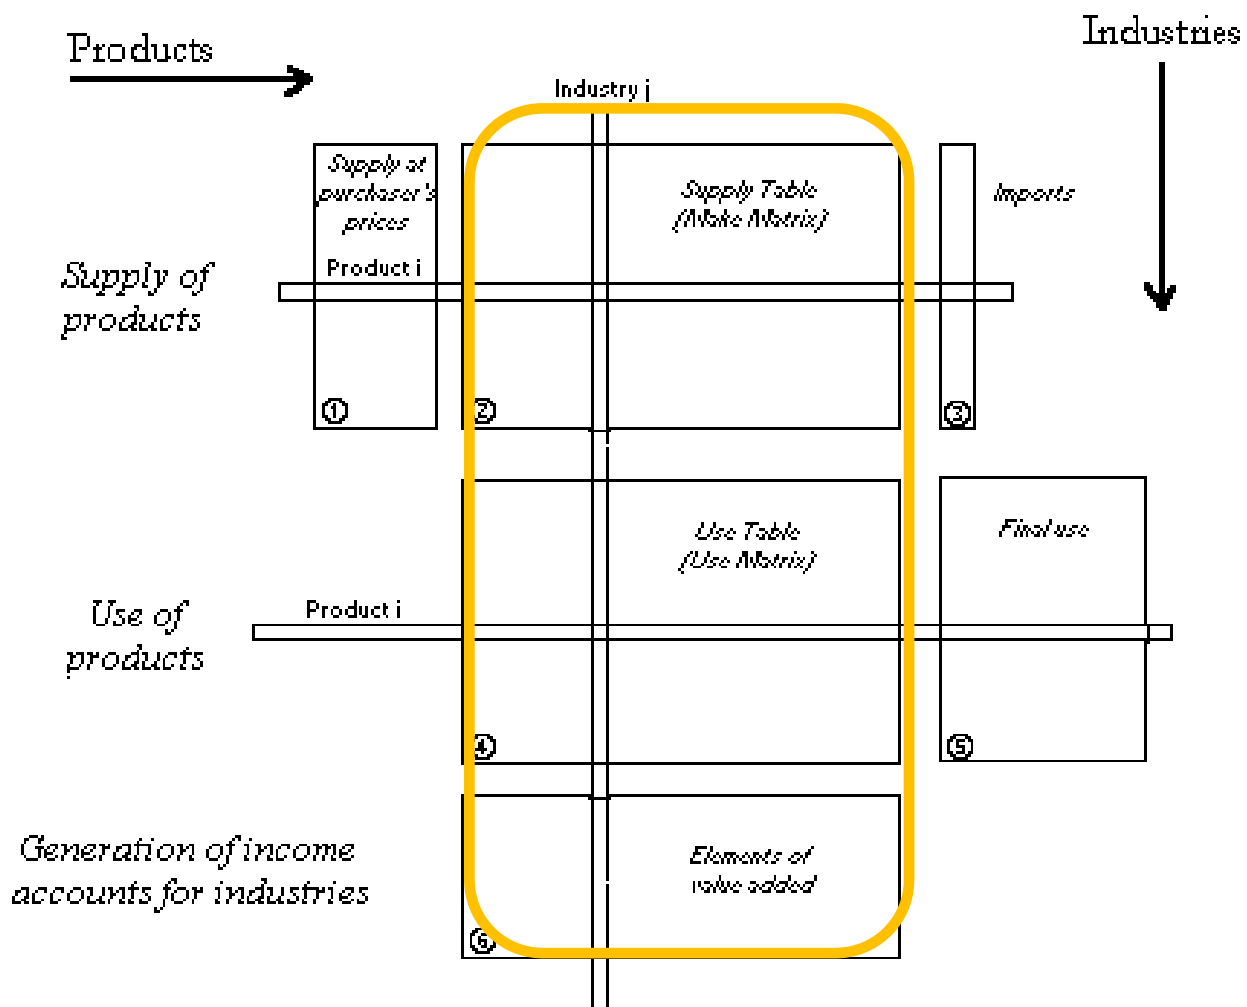 Products
Industries
Industry j
Supply at
purchaser's
prices
Supply Table
(Make Matrix)
Imports
Supply of
products
Product i
1
2
3
Use Table
(Use Matrix)
Final use
Use of
products
Product i
4
5
Generation of income
accounts for industries
Elements of
value added
6